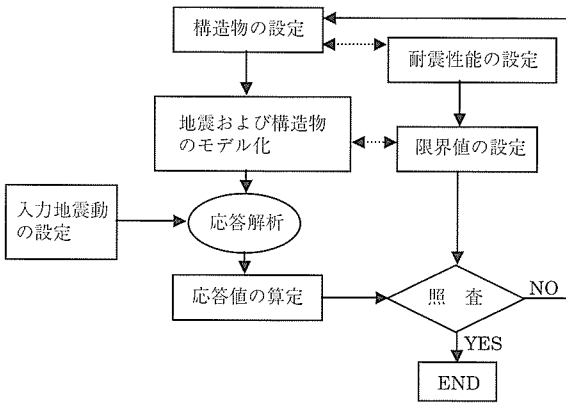 構造物の設定
耐震性能の設定
地震および構造物
のモデル化
限界値の設定
入力地震動
の設定
応答解析
応答値の算定
照 査
NO
YES
END